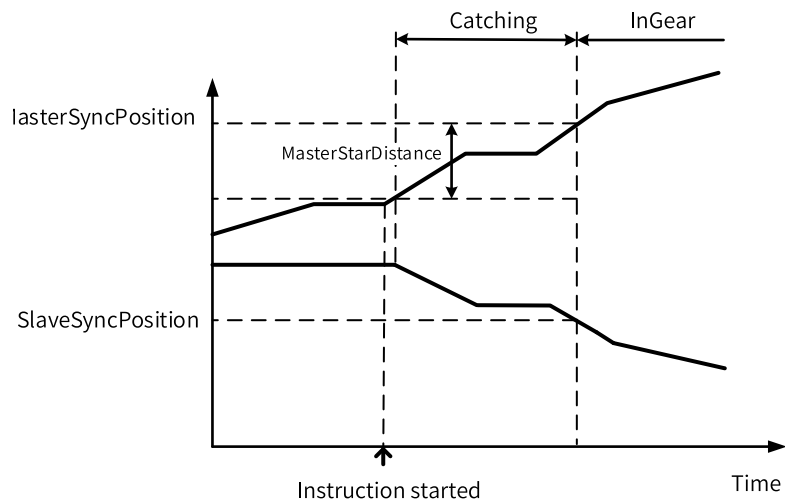 Catching
InGear
lasterSyncPosition
MasterStarDistance
SlaveSyncPosition
Time
Instruction started